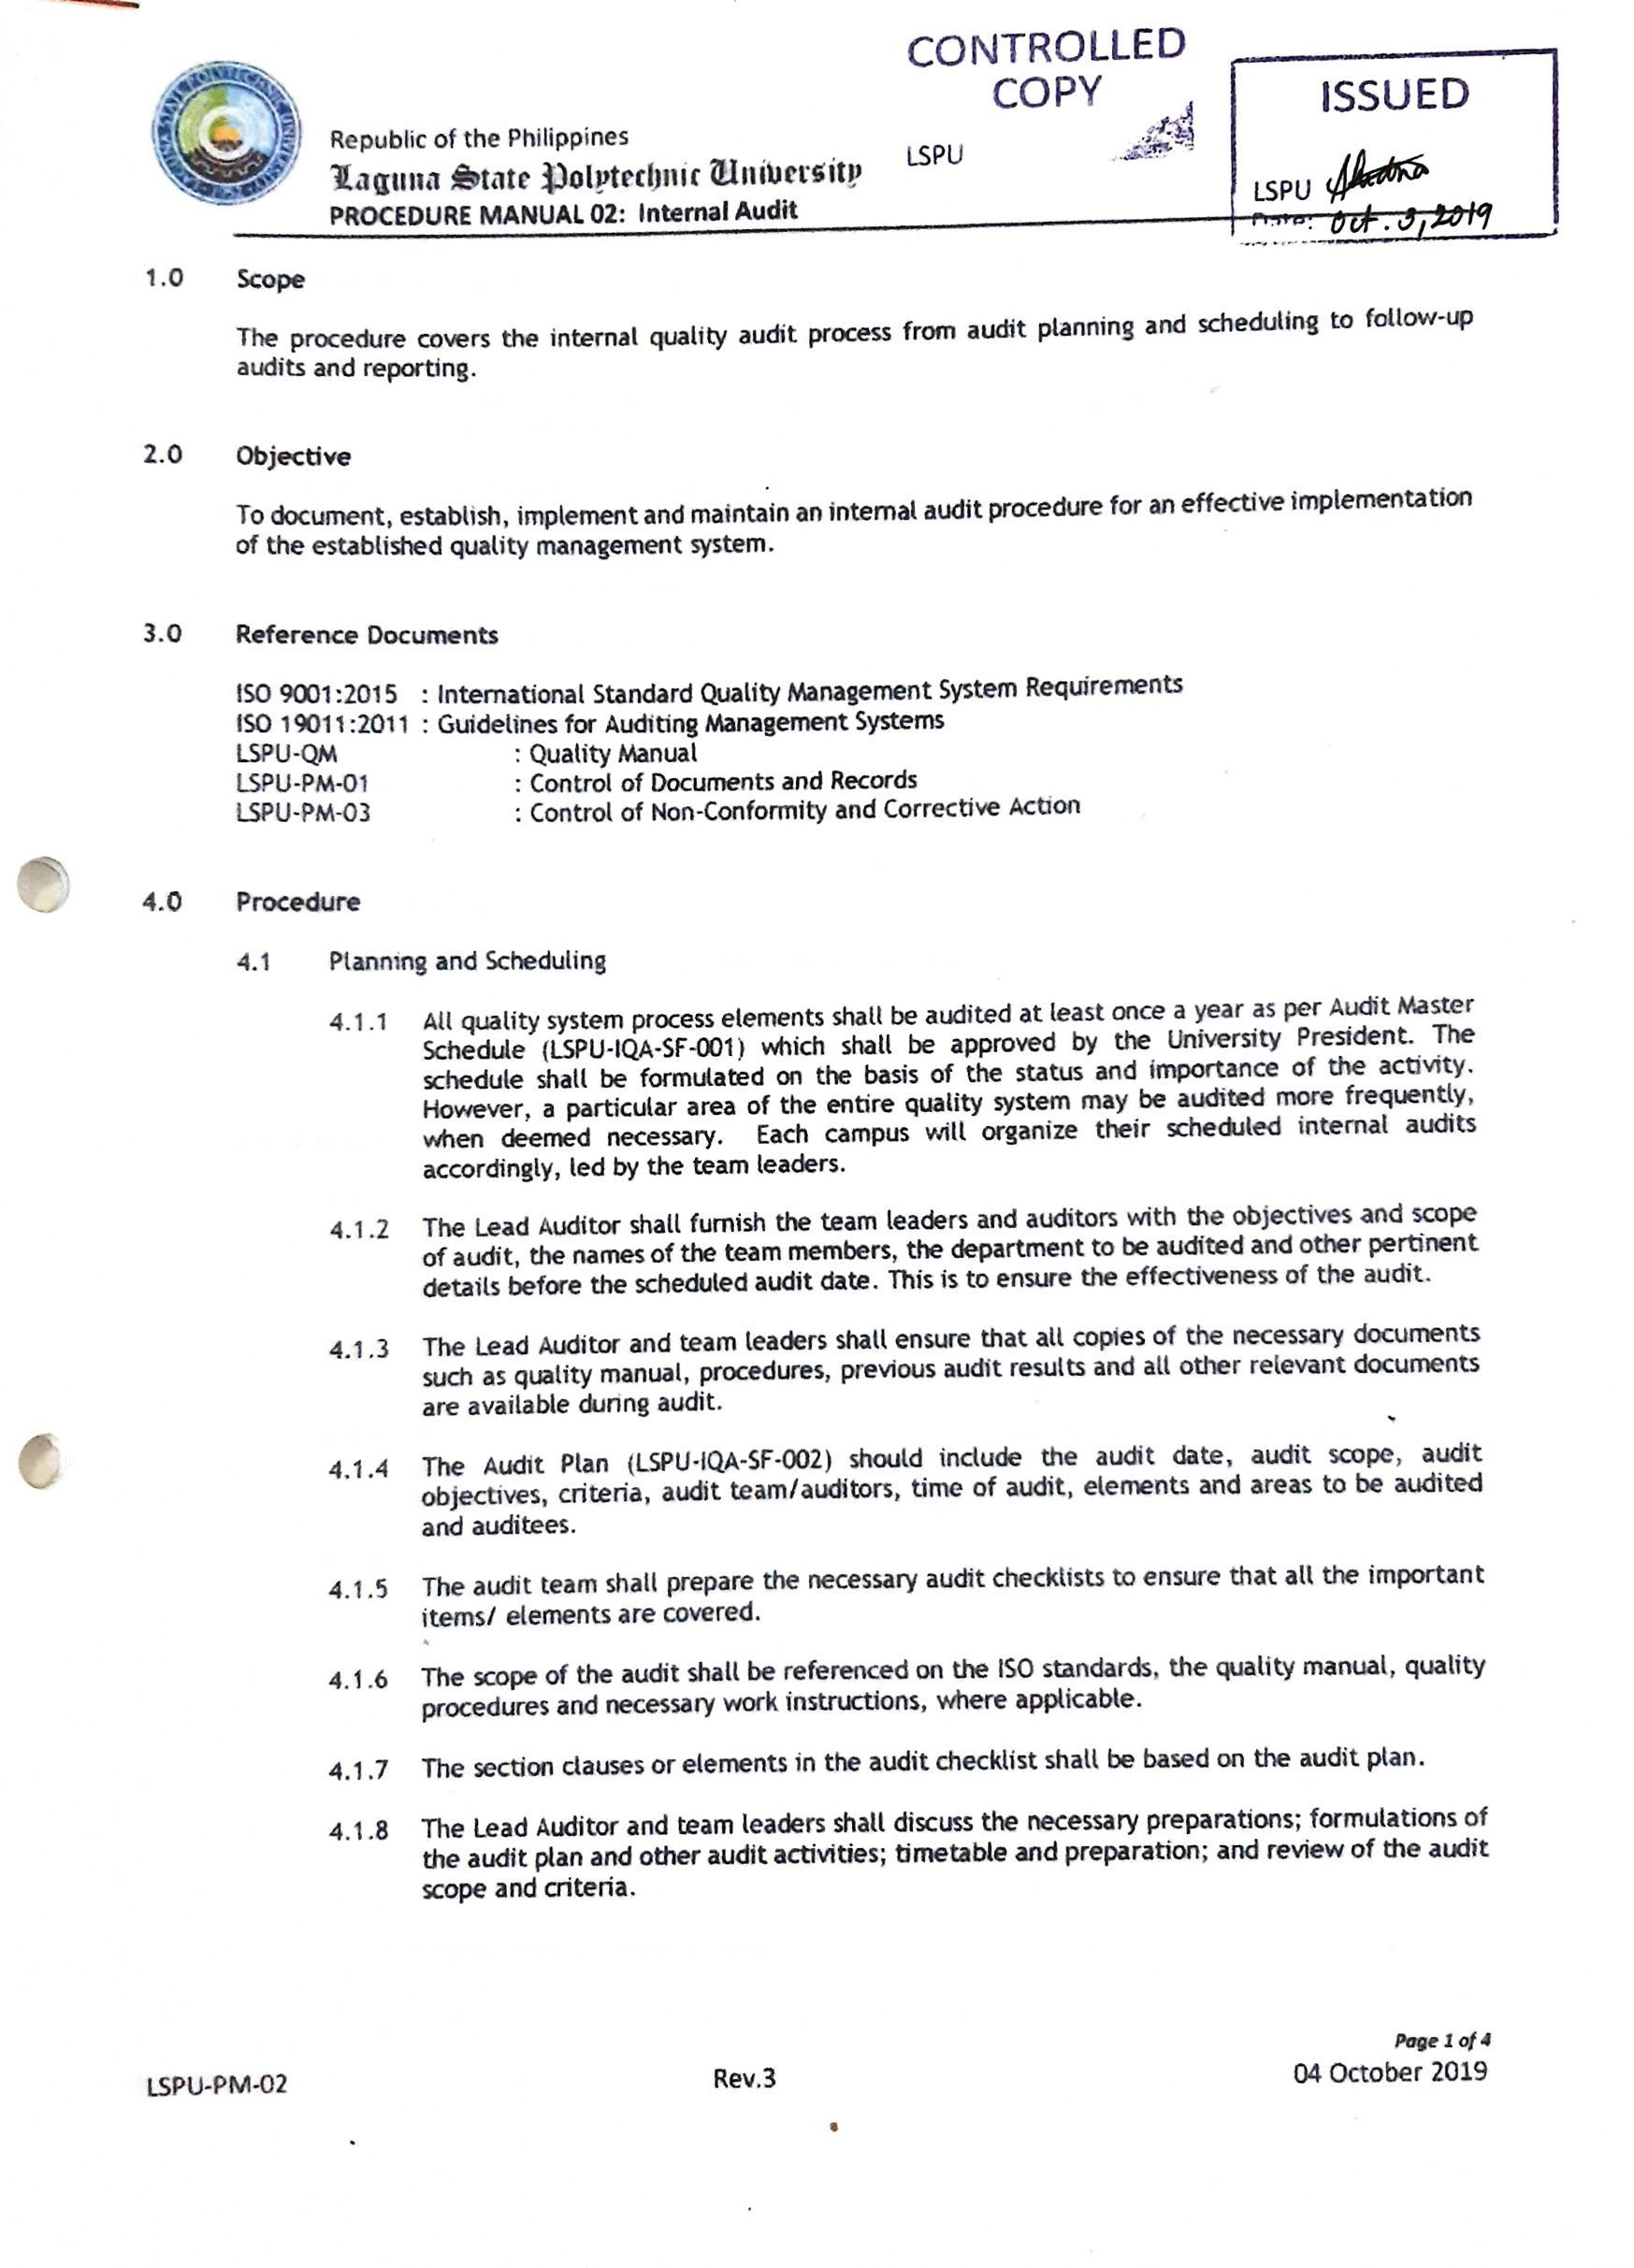 CONTROLLED
COPY
LSPU
ISSUED
LSPU
Date: Oct. 3, 2019
Republic of the Philippines
Laguna State Polytechnic University
PROCEDURE MANUAL 02: Internal Audit
1.0 Scope
The procedure covers the internal quality audit process from audit planning and scheduling to follow-up
audits and reporting.
2.0 Objective
To document, establish, implement and maintain an internal audit procedure for an effective implementation
of the established quality management system.
3.0 Reference Documents
ISO 9001:2015 : International Standard Quality Management System Requirements
ISO 19011:2011 : Guidelines for Auditing Management Systems
LSPU-QM : Quality Manual
LSPU-PM-01 : Control of Documents and Records
LSPU-PM-03 : Control of Non-Conformity and Corrective Action
4.0 Procedure
4.1 Planning and Scheduling
4.1.1 All quality system process elements shall be audited at least once a year as per Audit Master
Schedule (LSPU-IQA-SF-001) which shall be approved by the University President. The
schedule shall be formulated on the basis of the status and importance of the activity.
However, a particular area of the entire quality system may be audited more frequently,
when deemed necessary. Each campus will organize their scheduled internal audits
accordingly, led by the team leaders.
4.1.2 The Lead Auditor shall furnish the team leaders and auditors with the objectives and scope
of audit, the names of the team members, the department to be audited and other pertinent
details before the scheduled audit date. This is to ensure the effectiveness of the audit.
4.1.3 The Lead Auditor and team leaders shall ensure that all copies of the necessary documents
such as quality manual, procedures, previous audit results and all other relevant documents
are available during audit.
4.1.4 The Audit Plan (LSPU-IQA-SF-002) should include the audit date, audit scope, audit
objectives, criteria, audit team/auditors, time of audit, elements and areas to be audited
and auditees.
4.1.5 The audit team shall prepare the necessary audit checklists to ensure that all the important
items/ elements are covered.
4.1.6 The scope of the audit shall be referenced on the ISO standards, the quality manual, quality
procedures and necessary work instructions, where applicable.
4.1.7 The section clauses or elements in the audit checklist shall be based on the audit plan.
4.1.8 The Lead Auditor and team leaders shall discuss the necessary preparations; formulations of
the audit plan and other audit activities; timetable and preparation; and review of the audit
scope and criteria.
Page 1 of 4
LSPU-PM-02 Rev.3 04 October 2019